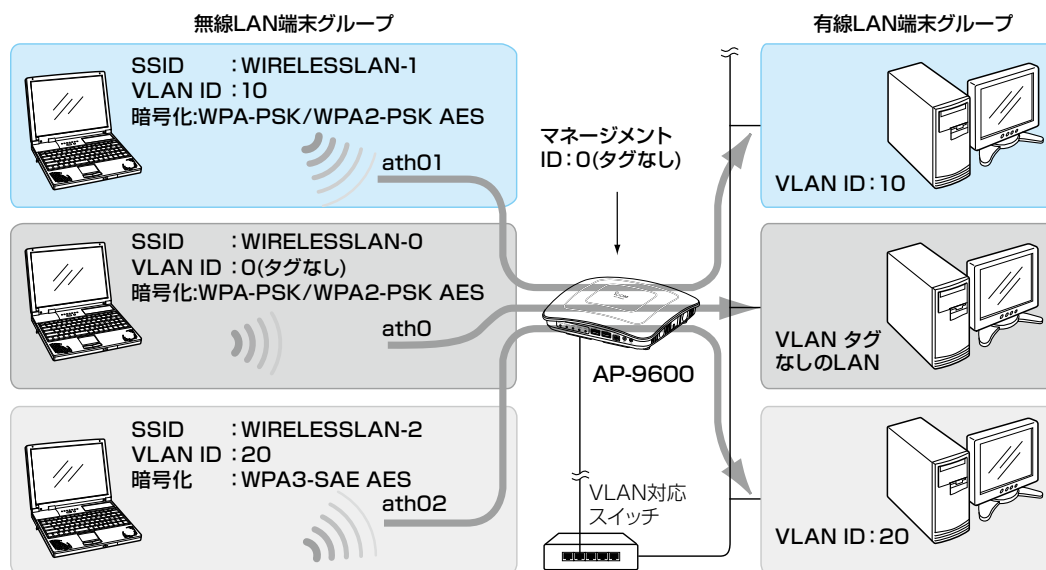 無線LAN端末グループ
有線LAN端末グループ
SSID :WIRELESSLAN-1
VLAN ID :10
暗号化:WPA-PSK/WPA2-PSK AES
ath01
マネージメント
ID:0(タグなし)
VLAN ID:10
SSID :WIRELESSLAN-0
VLAN ID :0(タグなし)
暗号化:WPA-PSK/WPA2-PSK AES
ath0
AP-9600
VLAN タグ
なしのLAN
SSID :WIRELESSLAN-2
VLAN ID :20
暗号化 :WPA3-SAE AES
ath02
VLAN対応
スイッチ
VLAN ID:20